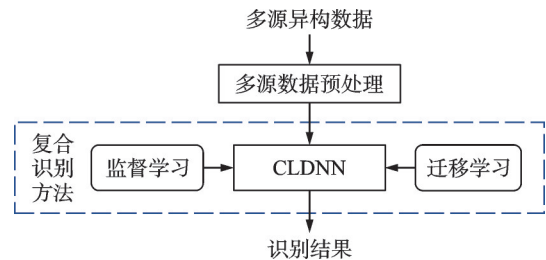 多源异构数据
多源数据预处理
复合
识别
方法
监督学习
CLDNN
迁移学习
识别结果